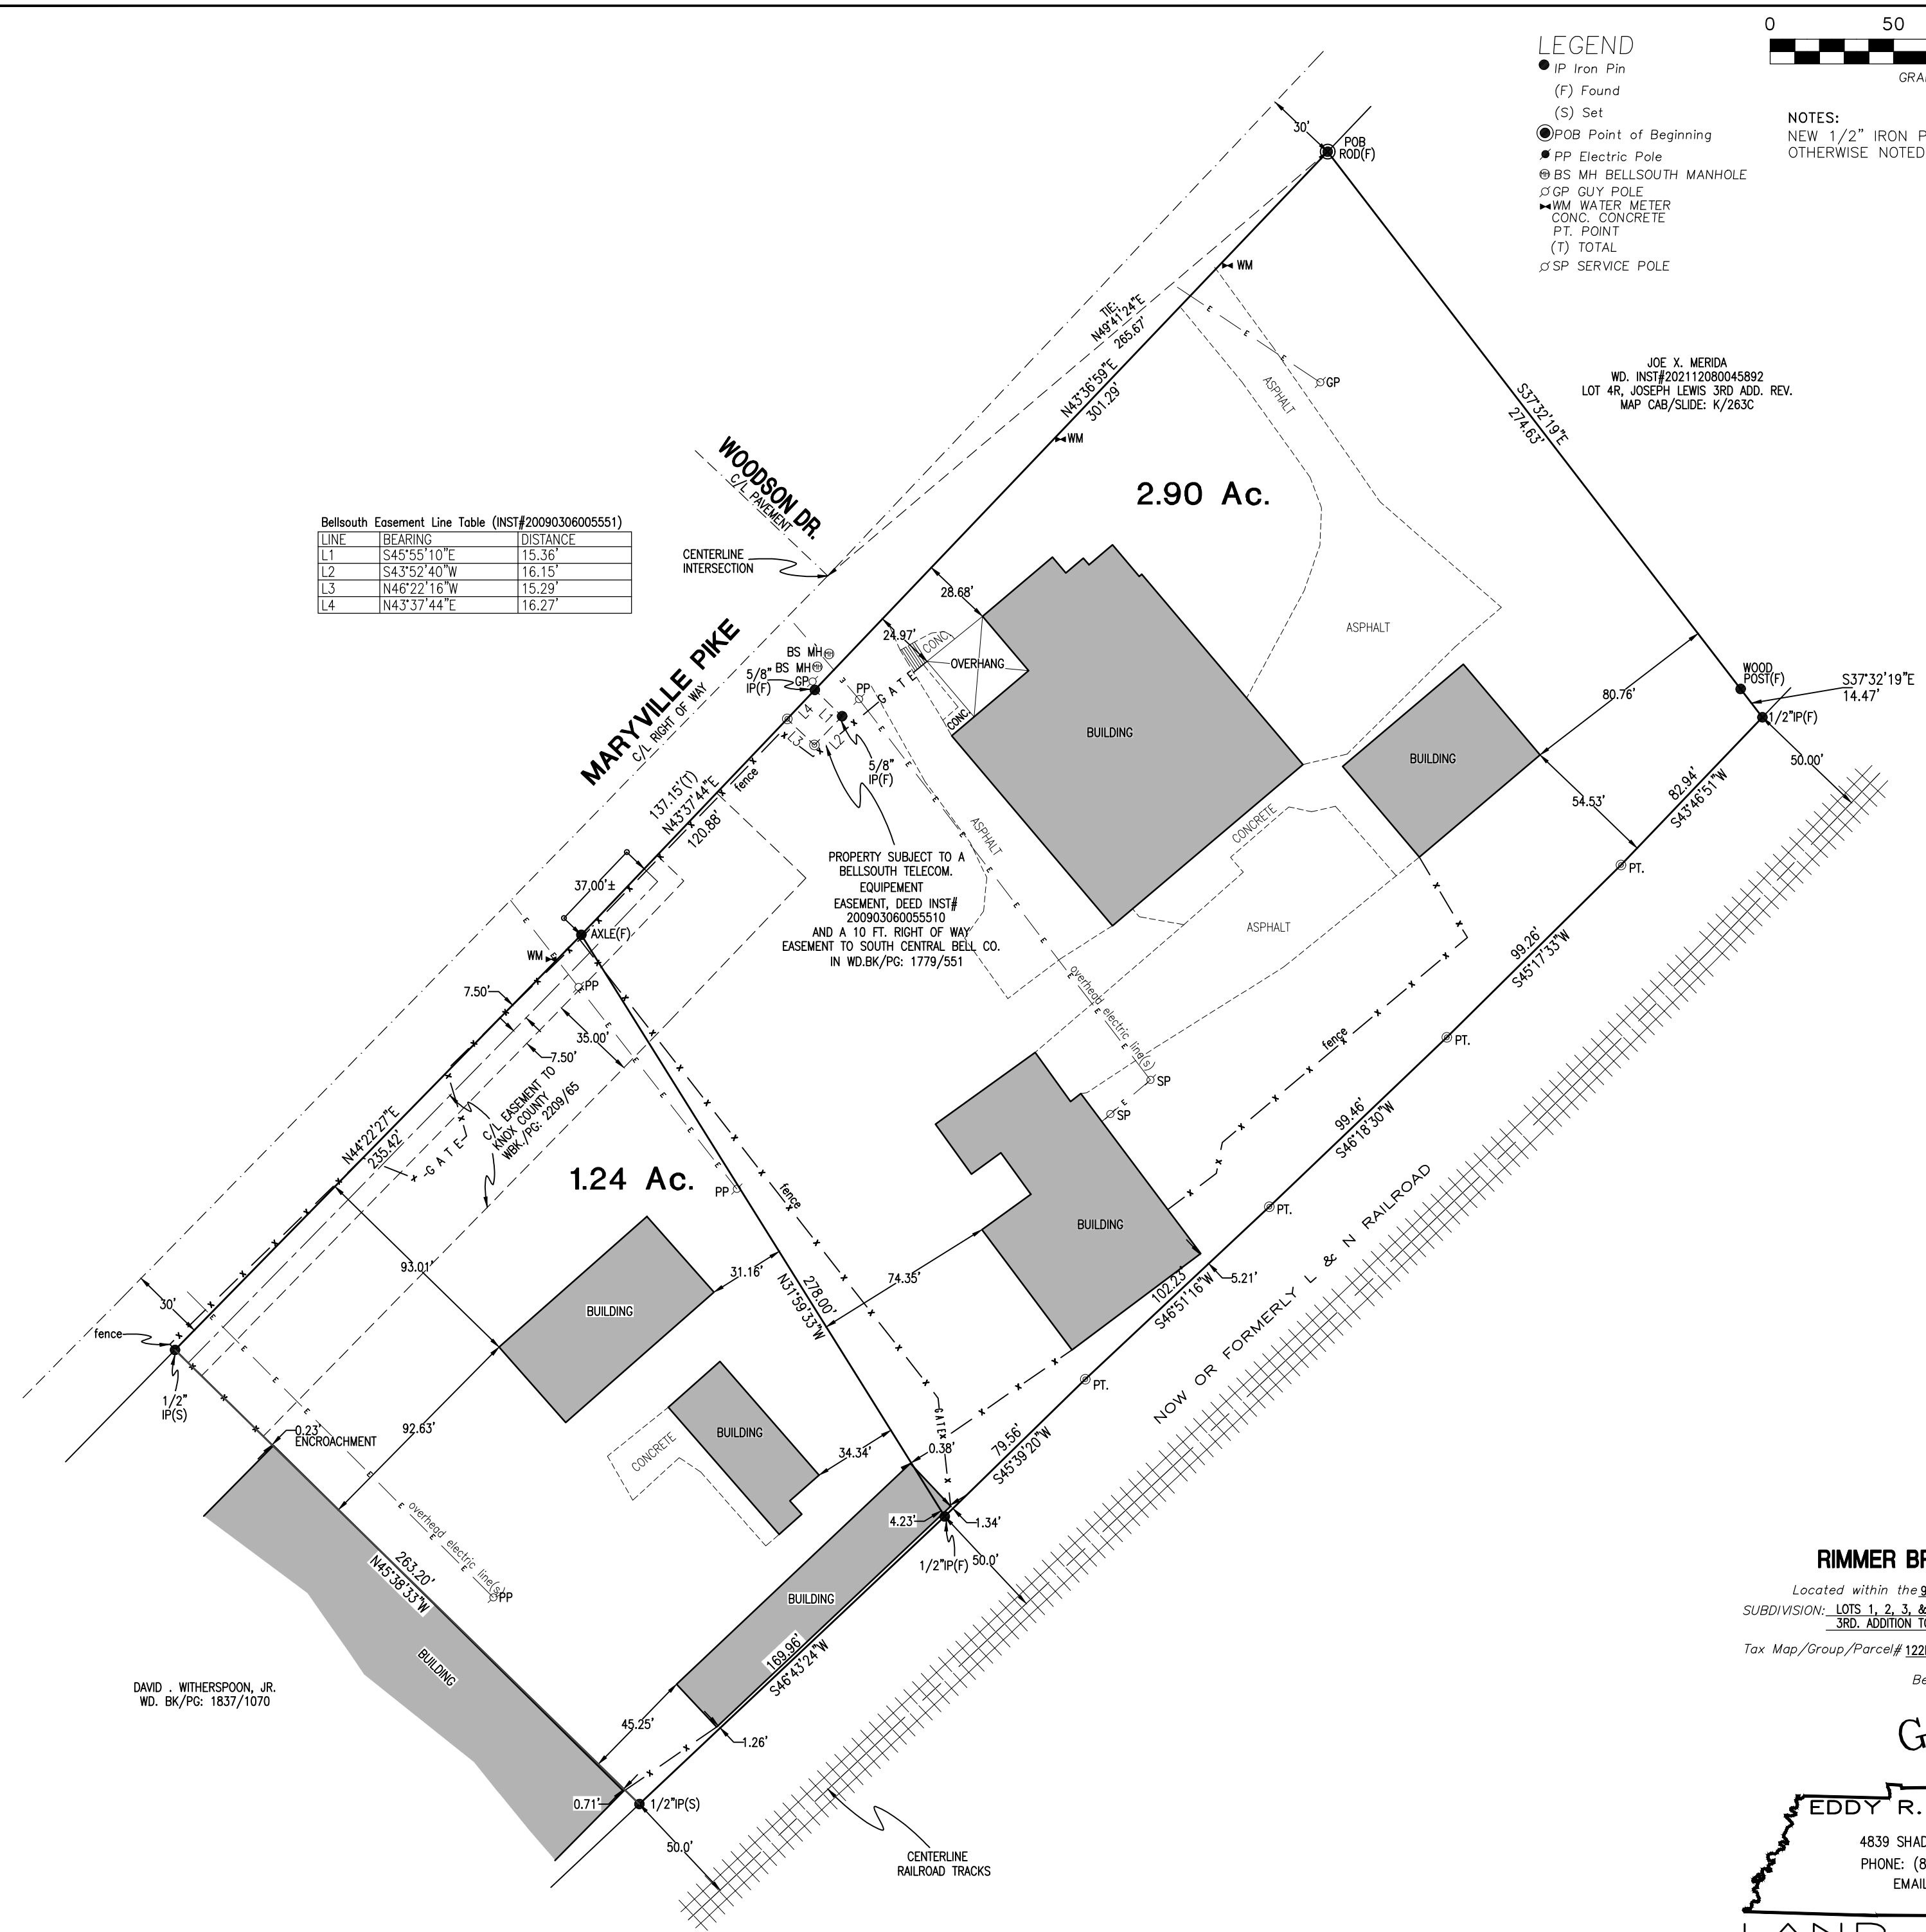 LEGEND
IP Iron Pin
(F) Found
(S) Set
POB Point of Beginning
PP Electric Pole
BS MH BELLSOUTH MANHOLE
GP GUY POLE
WM WATER METER
CONC. CONCRETE
PT. POINT
(T) TOTAL
SP SERVICE POLE
0 50
NOTES:
NEW 1/2" IRON
OTHERWISE NOTED
30'
POB
ROD(F)
WM
TIE:
N49°41'24"E
265.67'
N43°36'59"E
301.29'
WM
GP
ASPHALT
S37°32'19"E
274.63'
JOE X. MERIDA
WD. INST#202112080045892
LOT 4R, JOSEPH LEWIS 3RD ADD. REV.
MAP CAB/SLIDE: K/263C
WOODSON DR.
C/L PAVEMENT
2.90 Ac.
CENTERLINE
INTERSECTION
Bellsouth Easement Line Table (INST#20090306005551)
LINE BEARING DISTANCE
L1 S45°55'10"E 15.36'
L2 S43°52'40"W 16.15'
L3 N46°22'16"W 15.29'
L4 N43°37'44"E 16.27'
MARYVILLE PIKE
C/L RIGHT OF WAY
28.68'
24.97'
CONC.
OVERHANG
CONC.
BUILDING
ASPHALT
BUILDING
80.76'
54.53'
WOOD
POST(F)
S37°32'19"E
14.47'
1/2"IP(F)
50.00'
82.94'
S43°46'51"W
PT.
BS MH
BS MH
5/8"
IP(F)
GP
PP
GATE
L4
L1
L3
L2
5/8"
IP(F)
fence
137.15'(T)
N43°37'44"E
120.88'
37.00'±
AXLE(F)
WM
PP
PROPERTY SUBJECT TO A
BELLSOUTH TELECOM.
EQUIPEMENT
EASEMENT, DEED INST#
200903060055510
AND A 10 FT. RIGHT OF WAY
EASEMENT TO SOUTH CENTRAL BELL CO.
IN WD.BK/PG: 1779/551
ASPHALT
CONCRETE
ASPHALT
overhead electric line(s)
SP
SP
fence
99.26'
S45°17'33"W
PT.
99.46'
S46°18'30"W
PT.
7.50'
7.50'
35.00'
C/L EASEMENT TO
KNOX COUNTY
WBK./PG: 2209/65
GATE
N44°22'27"E
235.42'
1.24 Ac.
PP
fence
BUILDING
74.35'
5.21'
102.23'
S46°51'16"W
PT.
NOW OR FORMERLY L & N RAILROAD
93.01'
31.16'
BUILDING
278.00'
N31°59'33"W
30'
fence
1/2"
IP(S)
0.23'
ENCROACHMENT
92.63'
BUILDING
CONCRETE
34.34'
GATE
0.38'
79.56'
S45°39'20"W
4.23'
1.34'
1/2"IP(F)
50.0'
overhead electric line(s)
PP
263.20'
N45°38'33"W
BUILDING
BUILDING
169.96'
S46°43'24"W
DAVID . WITHERSPOON, JR.
WD. BK/PG: 1837/1070
45.25'
1.26'
0.71'
1/2"IP(S)
50.0'
CENTERLINE
RAILROAD TRACKS
RIMMER
Located within the 9
SUBDIVISION: LOTS 1, 2, 3, &
3RD. ADDITION
Tax Map/Group/Parcel#
EDDY R.
4839
PHONE: (8
EMAIL
LAND